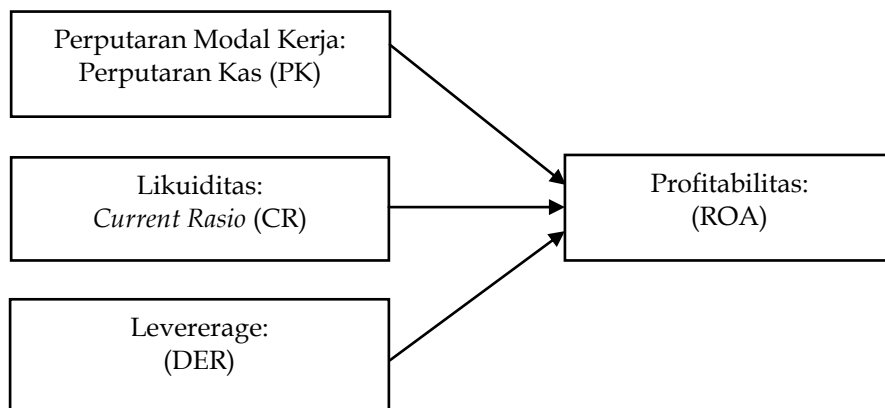 Perputaran Modal Kerja:
Perputaran Kas (PK)
Likuiditas:
Current Rasio (CR)
Profitabilitas:
(ROA)
Levererage:
(DER)